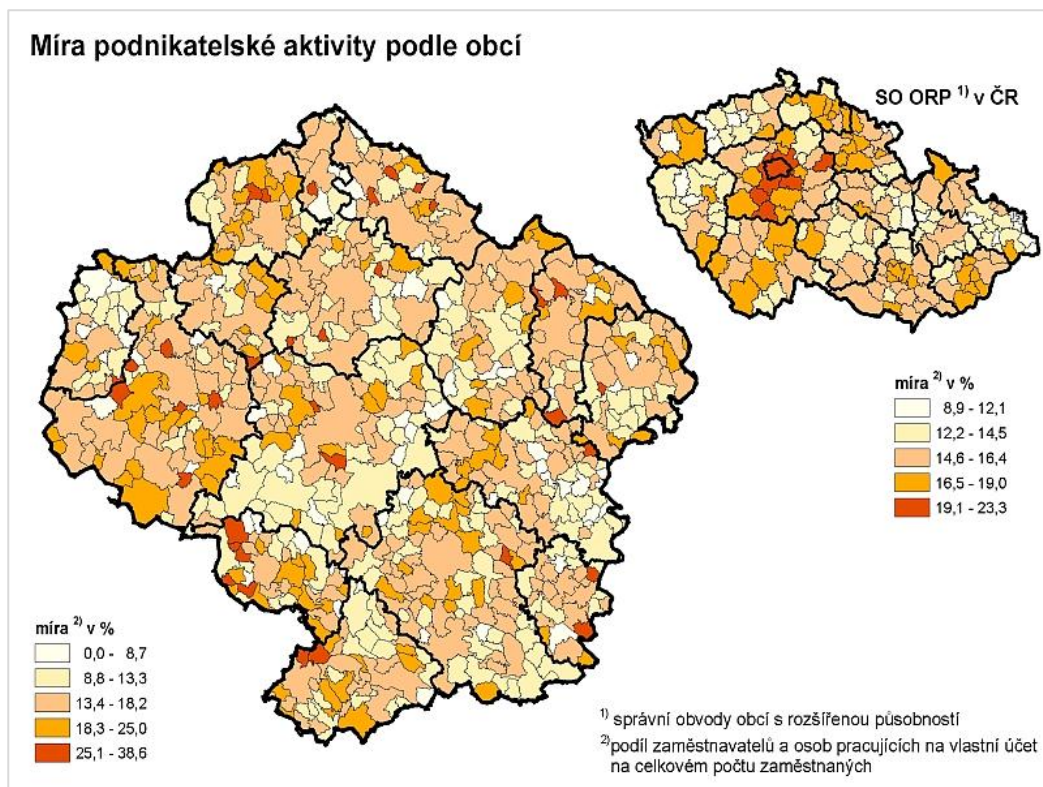 Míra podnikatelské aktivity podle obcí
SO ORP 1) v ČR
míra 2) v %
8,9 - 12,1
12,2 - 14,5
14,6 - 16,4
16,5 - 19,0
19,1 - 23,3
míra 2) v %
0,0 - 8,7
8,8 - 13,3
13,4 - 18,2
18,3 - 25,0
25,1 - 38,6
1) správní obvody obcí s rozšířenou působností
2) podíl zaměstnavatelů a osob pracujících na vlastní účet
na celkovém počtu zaměstnaných